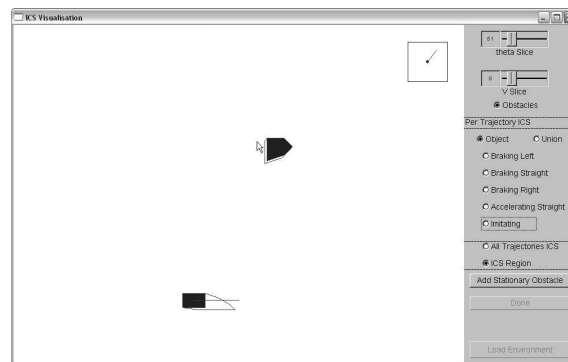 ICS Visualisation
51
theta Slice
8
V Slice
Obstacles
Per Trajectory ICS
Object Union
Braking Left
Braking Straight
Braking Right
Accelerating Straight
Imitating
All Trajectories ICS
ICS Region
Add Stationary Obstacle
Done
Load Environment